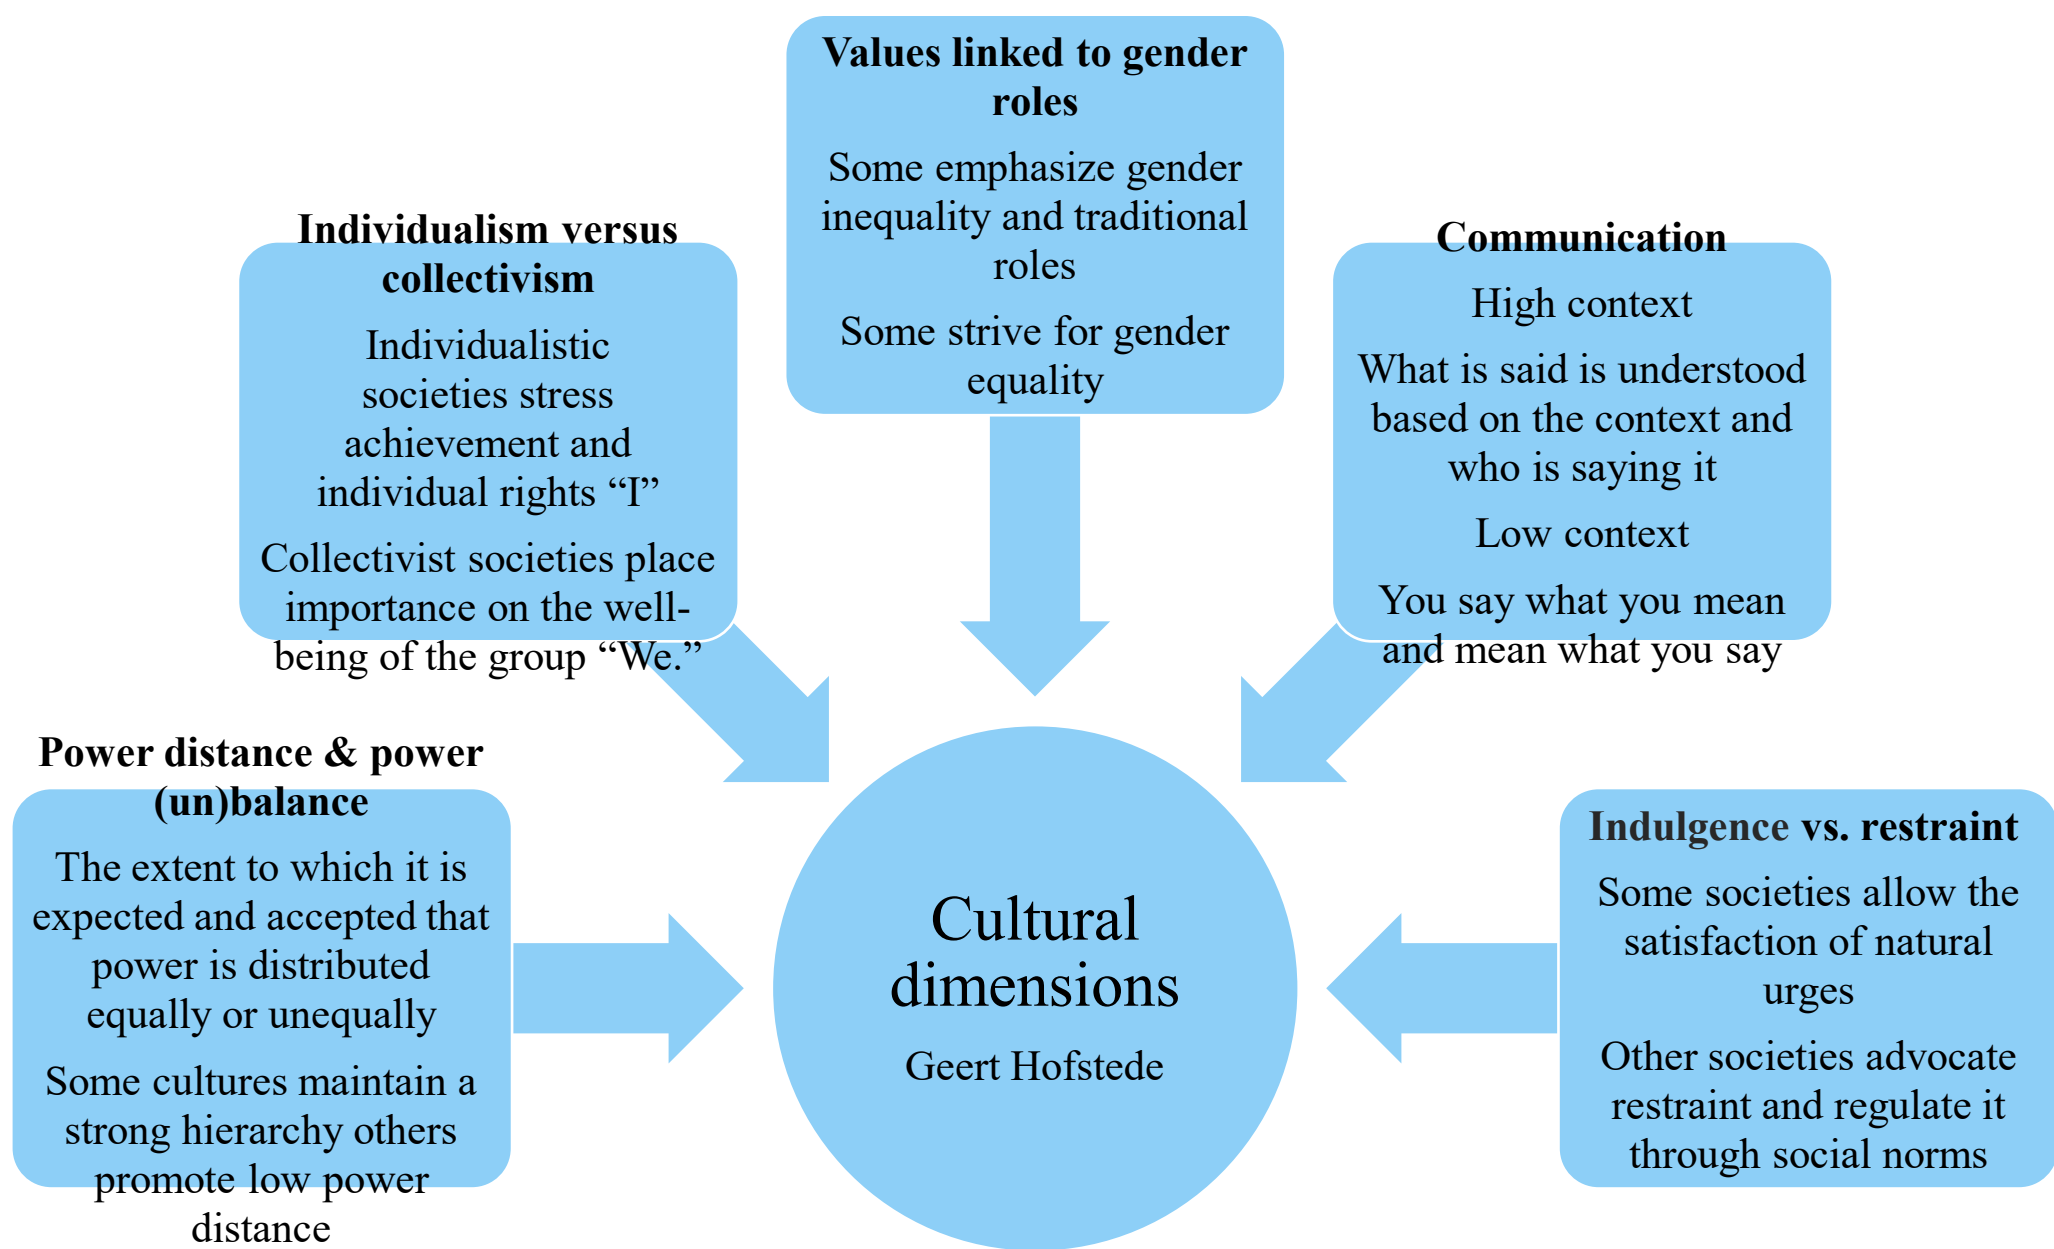 Values linked to gender
roles
Some emphasize gender
inequality and traditional
roles
Some strive for gender
equality
Individualism versus
collectivism
Individualistic
societies stress
achievement and
individual rights “I”
Collectivist societies place
importance on the well-
being of the group “We.”
Communication
High context
What is said is understood
based on the context and
who is saying it
Low context
You say what you mean
and mean what you say
Power distance & power
(un)balance
The extent to which it is
expected and accepted that
power is distributed
equally or unequally
Some cultures maintain a
strong hierarchy others
promote low power
distance
Cultural
dimensions
Geert Hofstede
Indulgence vs. restraint
Some societies allow the
satisfaction of natural
urges
Other societies advocate
restraint and regulate it
through social norms